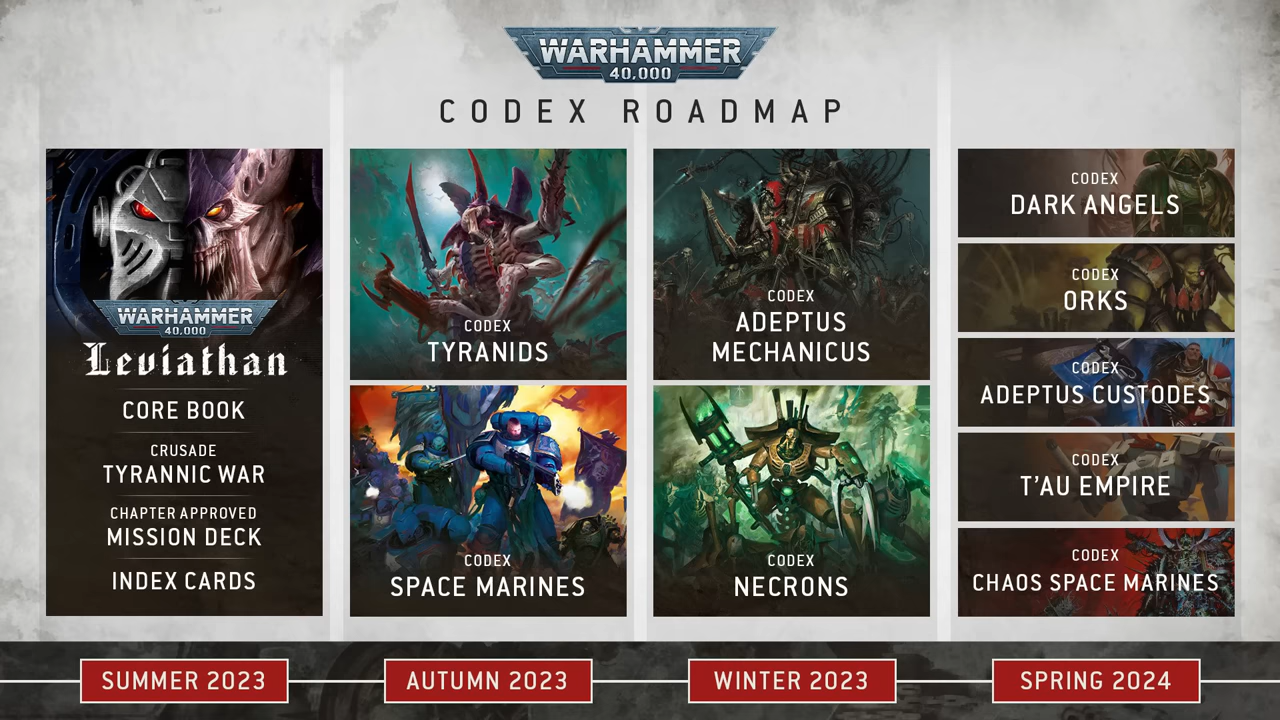 WARHAMMER
40,000
CODEX ROADMAP
WARHAMMER
40,000
Leviathan
CORE BOOK
CRUSADE
TYRANNIC WAR
CHAPTER APPROVED
MISSION DECK
INDEX CARDS
SUMMER 2023
CODEX
TYRANIDS
CODEX
SPACE MARINES
AUTUMN 2023
CODEX
ADEPTUS
MECHANICUS
CODEX
NECRONS
WINTER 2023
CODEX
DARK ANGELS
CODEX
ORKS
CODEX
ADEPTUS CUSTODES
CODEX
T'AU EMPIRE
CODEX
CHAOS SPACE MARINES
SPRING 2024